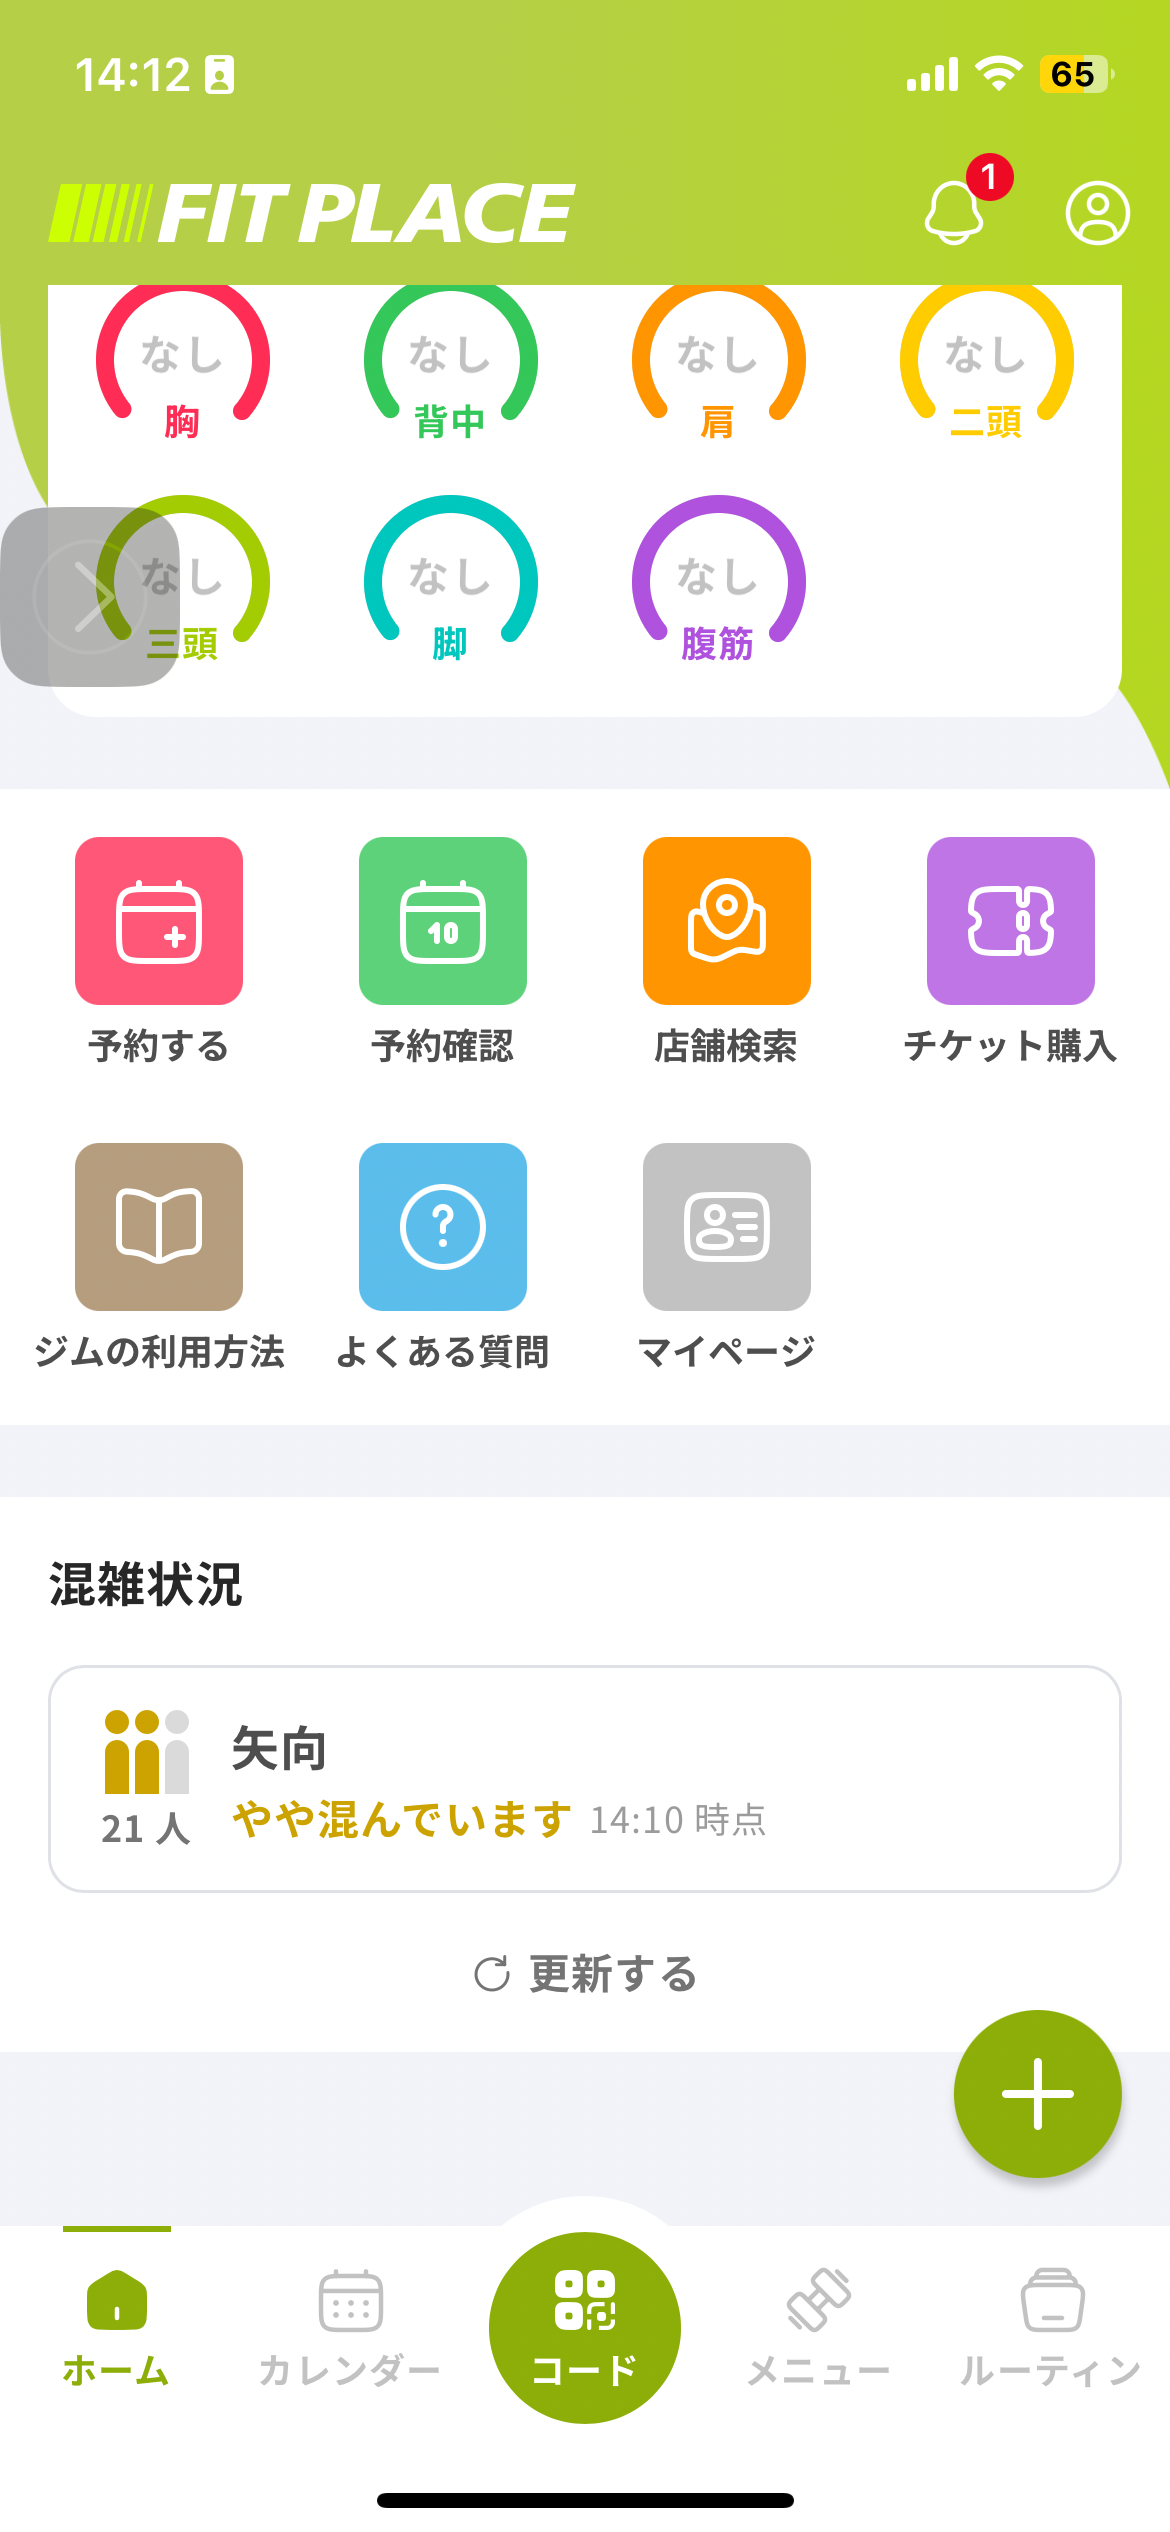 14:12
65
FIT PLACE
1
なし なし なし なし
胸 背中 肩 二頭
なし なし なし
三頭 脚 腹筋
10
予約する 予約確認 店舗検索 チケット購入
?
ジムの利用方法 よくある質問 マイページ
混雑状況
矢向
21 人 やや混んでいます 14:10 時点
更新する
ホーム カレンダー コード メニュー ルーティン